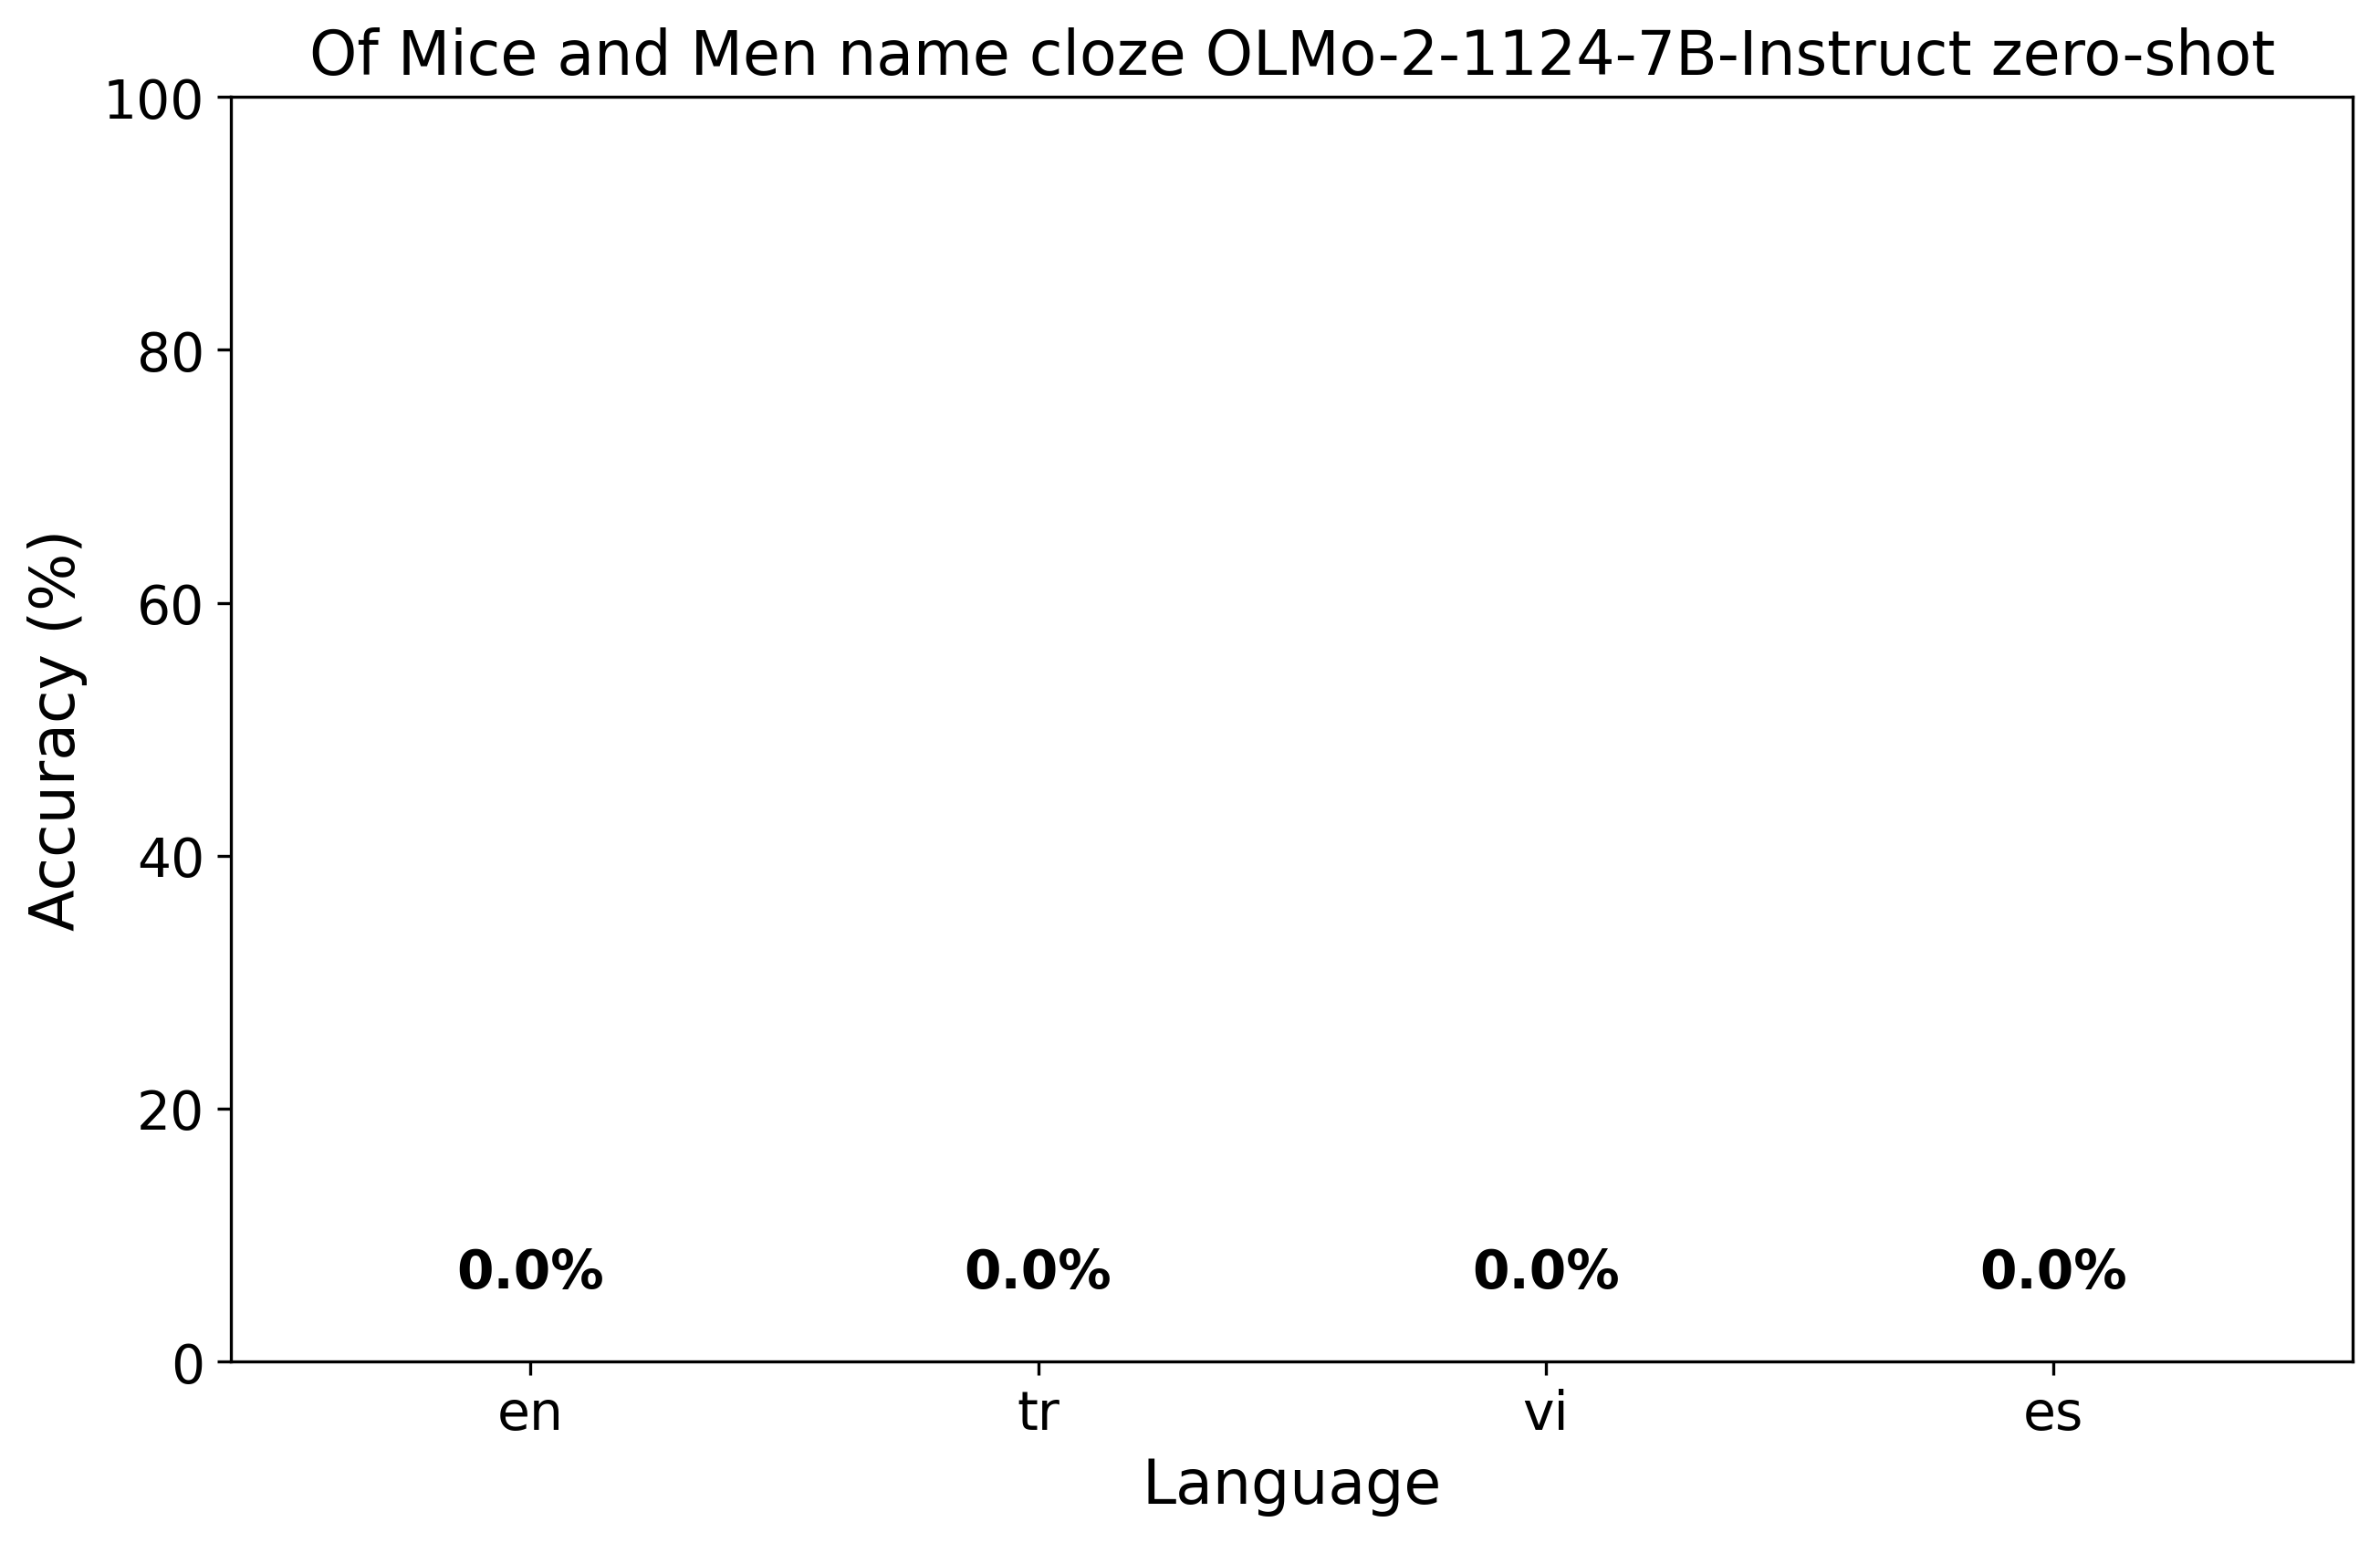 Of Mice and Men name cloze OLMo-2-1124-7B-Instruct zero-shot
100
80
60
40
20
0
Accuracy (%)
0.0% 0.0% 0.0% 0.0%
en tr vi es
Language